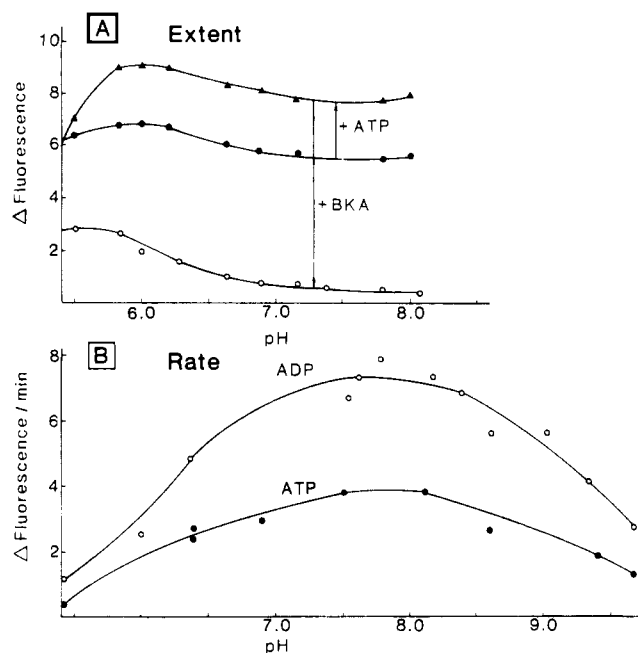 A Extent
10
8
6
4
2
Δ Fluorescence
+ATP
+BKA
6.0 7.0 8.0
pH
B Rate
8
6
4
2
Δ Fluorescence / min
ADP
ATP
7.0 8.0 9.0
pH